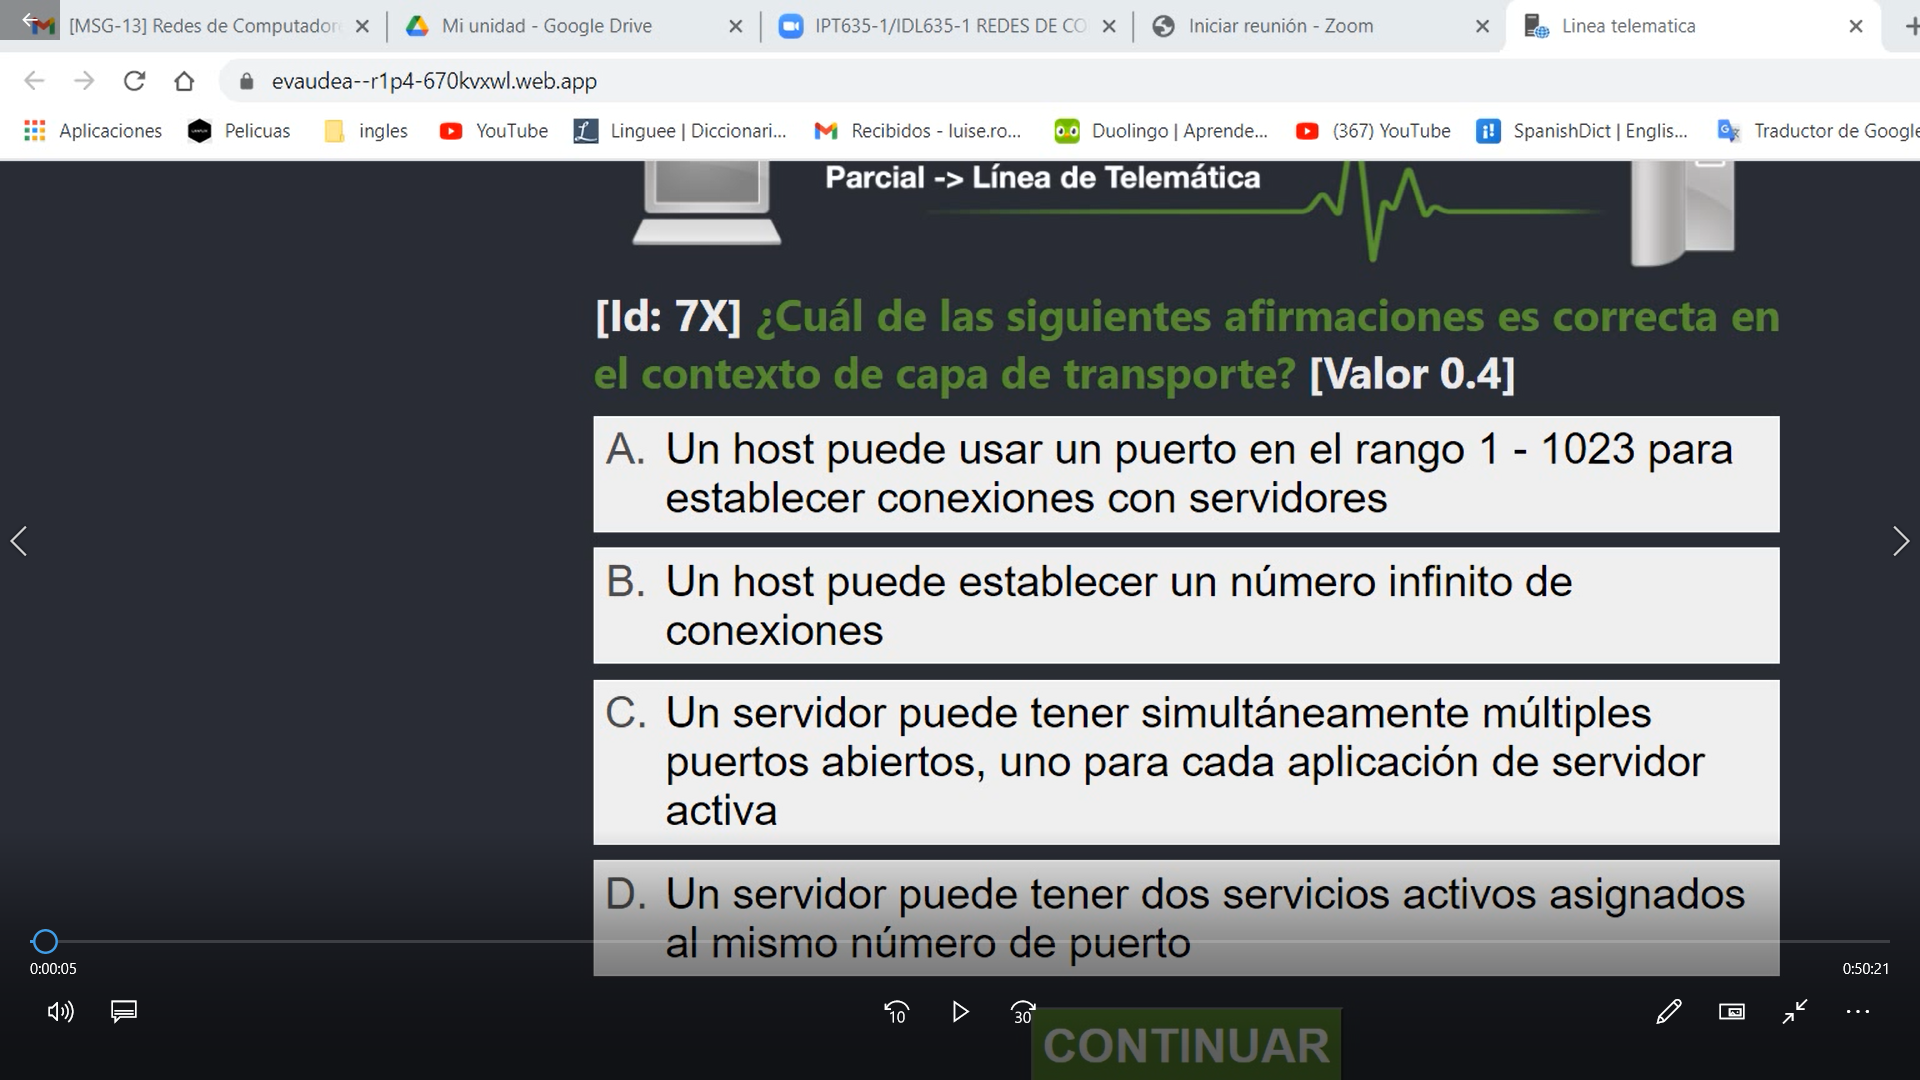 [MSG-13] Redes de Computador
Mi unidad - Google Drive
IPT635-1/IDL635-1 REDES DE CO
Iniciar reunión - Zoom
Linea telematica
evaudea--r1p4-670kvxwl.web.app
Aplicaciones
Pelicuas
ingles
YouTube
Linguee | Diccionari...
Recibidos - luise.ro...
Duolingo | Aprende...
(367) YouTube
SpanishDict | Englis...
Traductor de Google
Parcial -> Línea de Telemática
[Id: 7X] ¿Cuál de las siguientes afirmaciones es correcta en
el contexto de capa de transporte? [Valor 0.4]
A. Un host puede usar un puerto en el rango 1 - 1023 para
establecer conexiones con servidores
B. Un host puede establecer un número infinito de
conexiones
C. Un servidor puede tener simultáneamente múltiples
puertos abiertos, uno para cada aplicación de servidor
activa
D. Un servidor puede tener dos servicios activos asignados
al mismo número de puerto
0:00:05
0:50:21
10
30
CONTINUAR